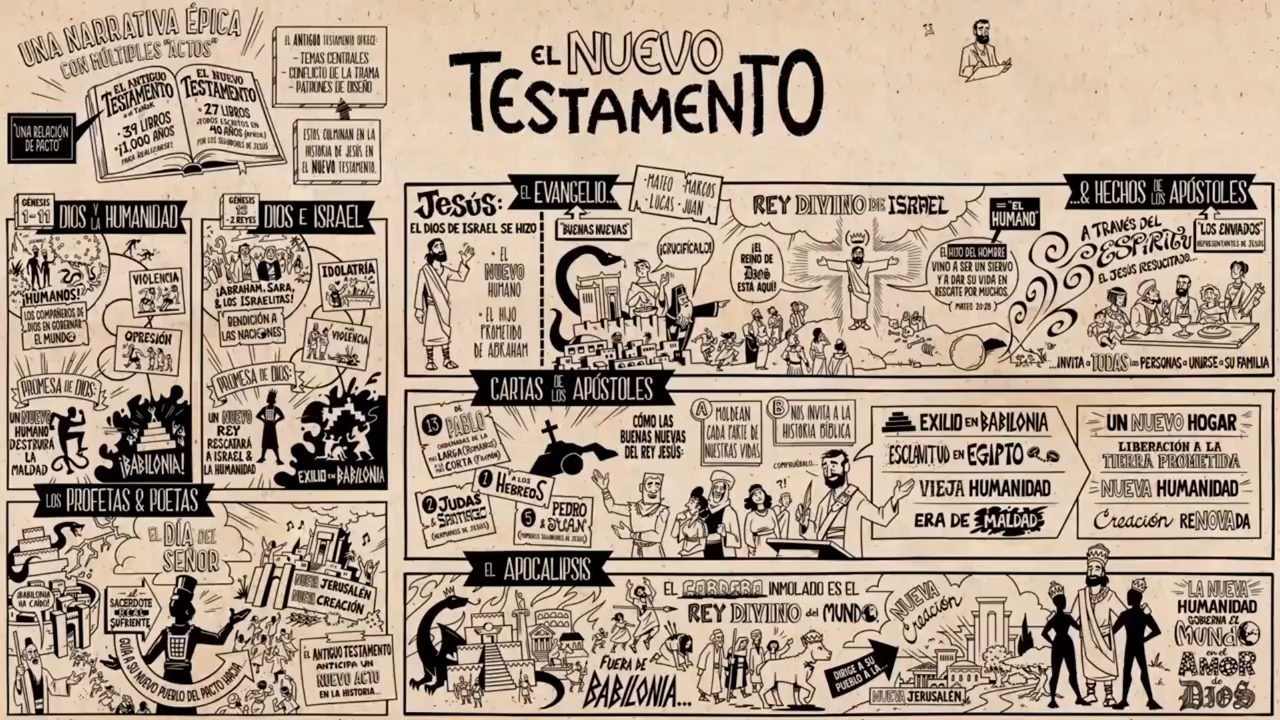 UNA NARRATIVA ÉPICA
CON MÚLTIPLES "ACTOS"
EL ANTIGUO
TESTAMENTO
o el TaNaK
• 39 LIBROS
• ¡1.000 AÑOS
PARA REALIZARSE!
EL NUEVO
TESTAMENTO
• 27 LIBROS
¡TODOS ESCRITOS EN
40 AÑOS
POR LOS SEGUIDORES DE JESÚS
"UNA RELACIÓN
DE PACTO"
EL ANTIGUO TESTAMENTO OFRECE:
- TEMAS CENTRALES
- CONFLICTO DE LA TRAMA
- PATRONES DE DISEÑO
ESTOS CULMINAN EN LA
HISTORIA DE JESÚS EN
EL NUEVO TESTAMENTO.
EL NUEVO
TESTAMENTO
GÉNESIS
1-11
DIOS Y LA HUMANIDAD
¡HUMANOS!
LOS COMPAÑEROS DE
DIOS EN GOBERNAR
EL MUNDO
VIOLENCIA
OPRESIÓN
PROMESA DE DIOS:
UN NUEVO
HUMANO
DESTRUIRÁ
LA
MALDAD
¡BABILONIA!
GÉNESIS
12
- 2 REYES
DIOS E ISRAEL
¡ABRAHAM, SARA,
& LOS ISRAELITAS!
BENDICIÓN A
LAS NACIONES
IDOLATRÍA
VIOLENCIA
PROMESA DE DIOS:
UN NUEVO
REY
RESCATARÁ
A ISRAEL &
LA HUMANIDAD
EXILIO EN BABILONIA
LOS PROFETAS & POETAS
¡BABILONIA
HA CAÍDO!
EL DÍA DEL
SEÑOR
el
SACERDOTE
REAL
SUFRIENTE
GUÍA A SU NUEVO PUEBLO DEL PACTO HACIA
NUEVA JERUSALÉN
NUEVA CREACIÓN
EL ANTIGUO TESTAMENTO
ANTICIPA UN
NUEVO ACTO
EN LA HISTORIA...
EL EVANGELIO...
• MATEO • MARCOS
• LUCAS • JUAN
Jesús:
EL DIOS DE ISRAEL SE HIZO
• EL
NUEVO
HUMANO
• EL HIJO
PROMETIDO
DE ABRAHAM
"BUENAS NUEVAS"
¡CRUCIFÍCALO!
REY DIVINO DE ISRAEL
¡EL
REINO DE
DIOS
ESTÁ AQUÍ!
="EL
HUMANO"
EL HIJO DEL HOMBRE
VINO A SER UN SIERVO
Y A DAR SU VIDA EN
RESCATE POR MUCHOS.
(MATEO 20:28)
...& HECHOS DE LOS APÓSTOLES
A TRAVÉS DEL
ESPÍRITU
EL JESÚS RESUCITADO...
"LOS ENVIADOS"
REPRESENTANTES DE JESÚS
INVITA a TODAS las PERSONAS a UNIRSE a SU FAMILIA
CARTAS DE LOS APÓSTOLES
13 DE
PABLO
ORDENADAS DE LA
MÁS LARGA (ROMANOS)
A LA MÁS
CORTA (FILEMÓN)
1 A LOS
HEBREOS
2 JUDAS
& SANTIAGO
(HERMANOS DE JESÚS)
5 PEDRO
& JUAN
(PRIMEROS SEGUIDORES DE JESÚS)
CÓMO LAS
BUENAS NUEVAS
DEL REY JESÚS:
A MOLDEAN
CADA PARTE DE
NUESTRAS VIDAS
B NOS INVITA A LA
HISTORIA BÍBLICA
COMPRUÉBALO...
?!
EXILIO EN BABILONIA
ESCLAVITUD EN EGIPTO
VIEJA HUMANIDAD
ERA DE MALDAD
UN NUEVO HOGAR
LIBERACIÓN A LA
TIERRA PROMETIDA
NUEVA HUMANIDAD
Creación RENOVADA
EL APOCALIPSIS
FUERA DE
BABILONIA...
EL CORDERO INMOLADO ES EL
REY DIVINO del MUNDO.
DIRIGE A SU
PUEBLO A LA...
NUEVA
Creación
NUEVA JERUSALÉN
LA NUEVA
HUMANIDAD
GOBIERNA EL
MUNDO
en el
AMOR
de
DIOS